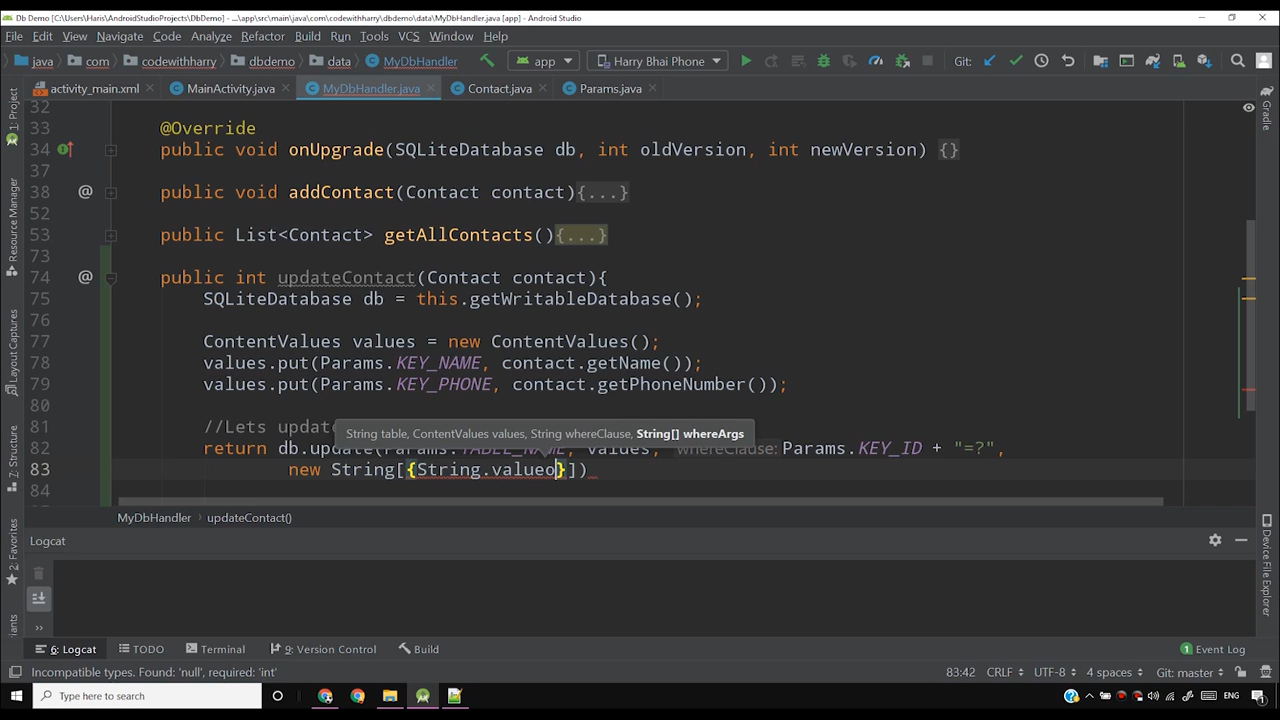 Db Demo [C:\Users\Haris\AndroidStudioProjects\DbDemo] - ...\app\src\main\java\com\codewithharry\dbdemo\data\MyDbHandler.java [app] - Android Studio
File Edit View Navigate Code Analyze Refactor Build Run Tools VCS Window Help
java com codewithharry dbdemo data MyDbHandler app Harry Bhai Phone Git:
activity_main.xml MainActivity.java MyDbHandler.java Contact.java Params.java
1: Project
Resource Manager
Layout Captures
7: Structure
2: Favorites
Gradle
Device File Explorer
32
33 @Override
34 public void onUpgrade(SQLiteDatabase db, int oldVersion, int newVersion) {}
37
38 @ public void addContact(Contact contact){...}
52
53 public List<Contact> getAllContacts(){...}
73
74 @ public int updateContact(Contact contact){
75 SQLiteDatabase db = this.getWritableDatabase();
76
77 ContentValues values = new ContentValues();
78 values.put(Params.KEY_NAME, contact.getName());
79 values.put(Params.KEY_PHONE, contact.getPhoneNumber());
80
81 //Lets update
String table, ContentValues values, String whereClause, String[] whereArgs
82 return db.update(Params.TABLE_NAME, values, whereClause: Params.KEY_ID + "=?",
83 new String[{String.valueo}])
84
MyDbHandler updateContact()
Logcat
»
6: Logcat TODO Terminal 9: Version Control Build 1 Event Log
Incompatible types. Found: 'null', required: 'int' 83:42 CRLF UTF-8 4 spaces Git: master
Type here to search ENG 1